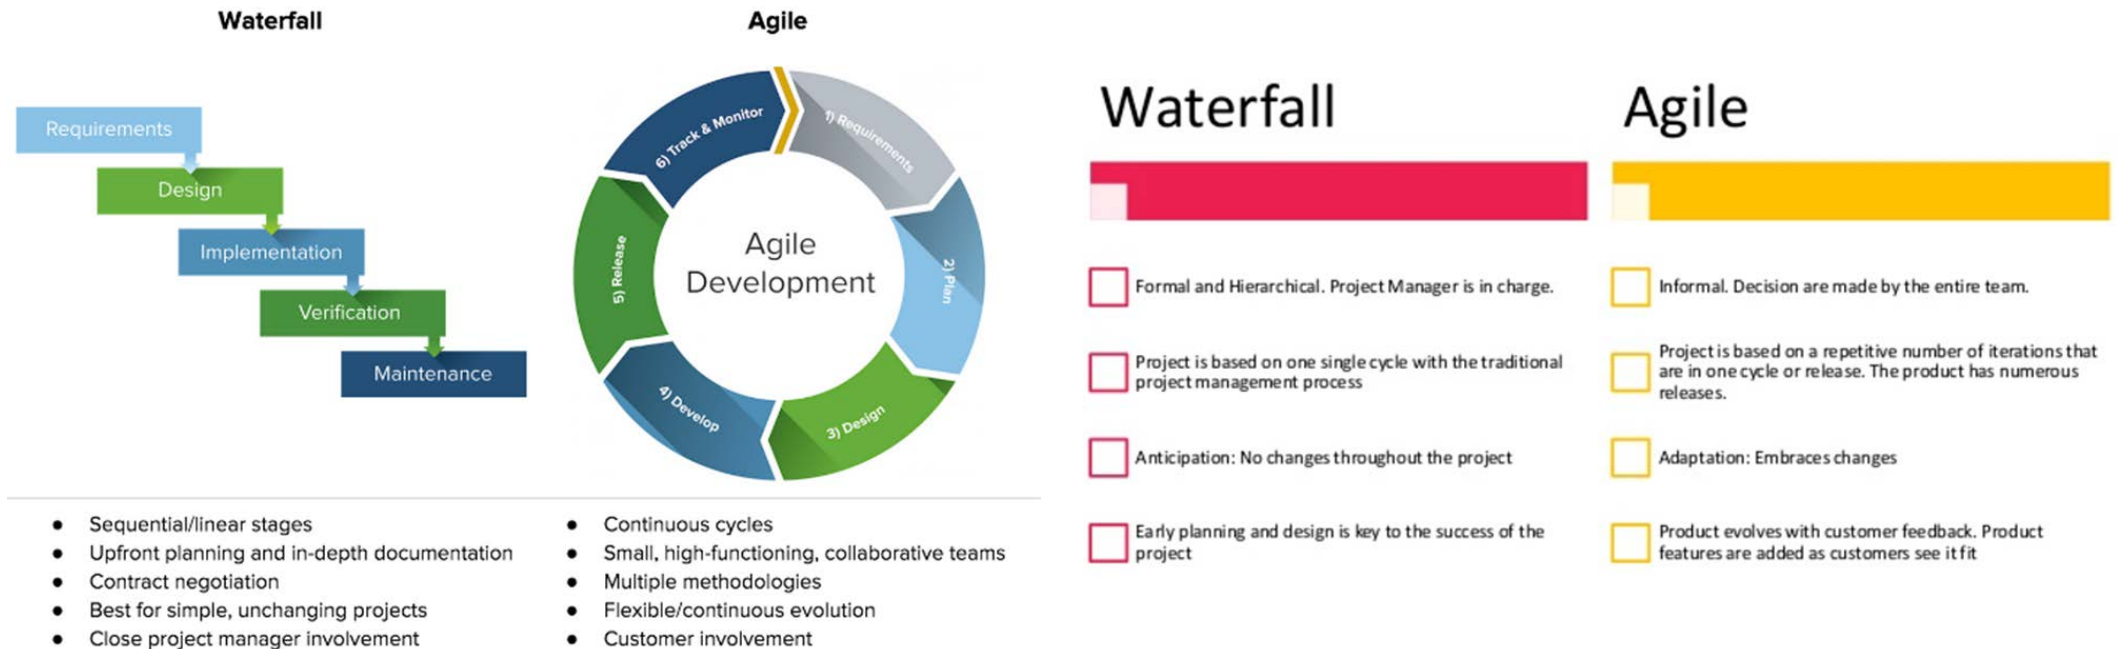 Waterfall
Requirements
Design
Implementation
Verification
Maintenance
● Sequential/linear stages
● Upfront planning and in-depth documentation
● Contract negotiation
● Best for simple, unchanging projects
● Close project manager involvement
Agile
1) Requirements
2) Plan
3) Design
4) Develop
5) Release
6) Track & Monitor
Agile
Development
● Continuous cycles
● Small, high-functioning, collaborative teams
● Multiple methodologies
● Flexible/continuous evolution
● Customer involvement
Waterfall
Formal and Hierarchical. Project Manager is in charge.
Project is based on one single cycle with the traditional
project management process
Anticipation: No changes throughout the project
Early planning and design is key to the success of the
project
Agile
Informal. Decision are made by the entire team.
Project is based on a repetitive number of iterations that
are in one cycle or release. The product has numerous
releases.
Adaptation: Embraces changes
Product evolves with customer feedback. Product
features are added as customers see it fit